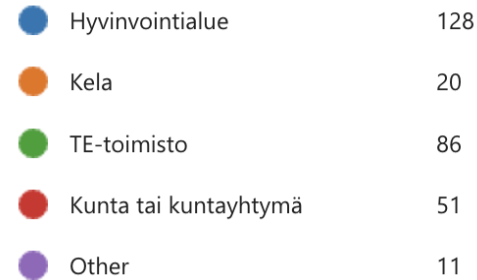 Hyvinvointialue 128
Kela 20
TE-toimisto 86
Kunta tai kuntayhtymä 51
Other 11